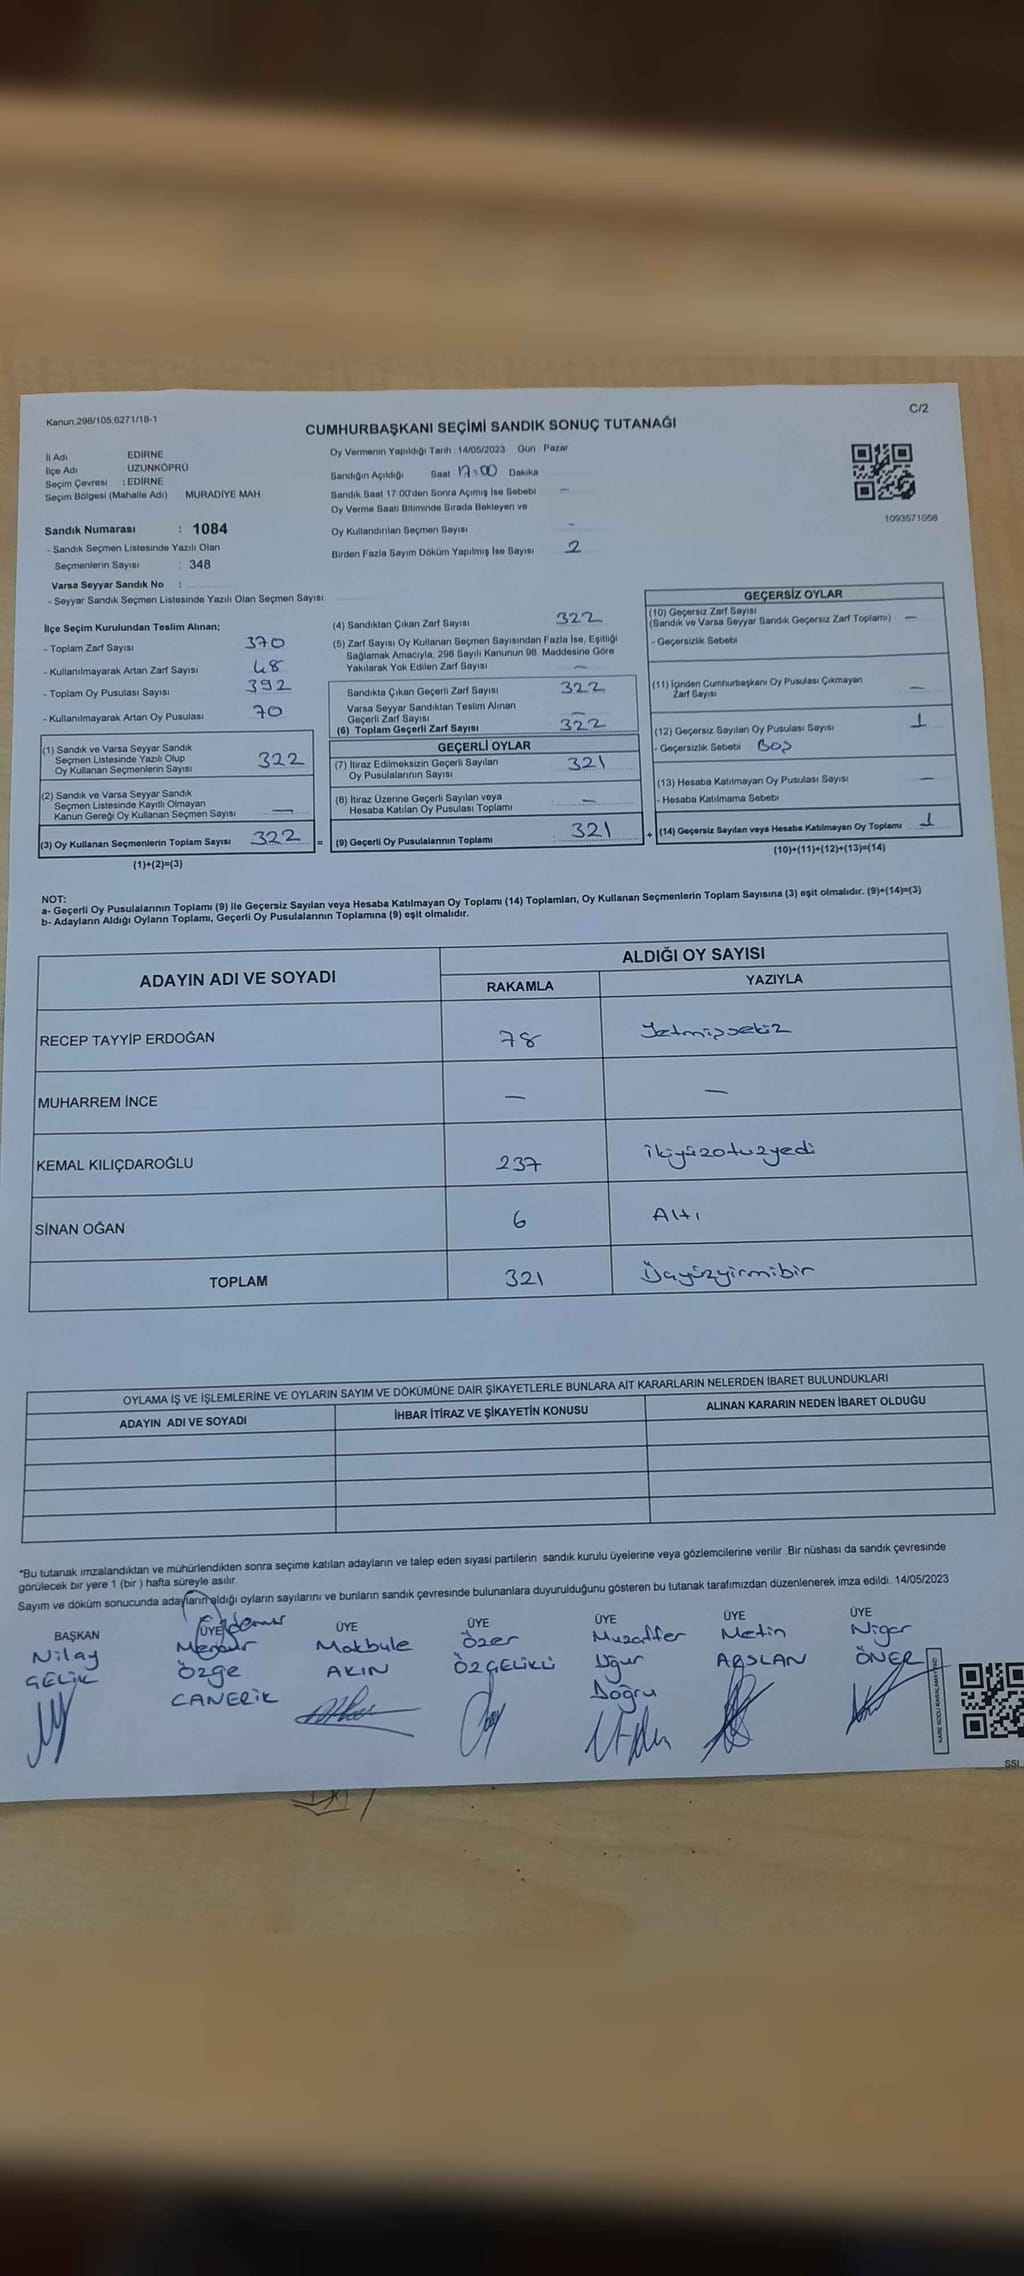 Kanun.298/105;6271/18-1
C/2
CUMHURBAŞKANI SEÇİMİ SANDIK SONUÇ TUTANAĞI
İl Adı EDİRNE
İlçe Adı UZUNKÖPRÜ
Seçim Çevresi : EDİRNE
Seçim Bölgesi (Mahalle Adı) MURADİYE MAH
Sandık Numarası : 1084
- Sandık Seçmen Listesinde Yazılı Olan
Seçmenlerin Sayısı : 348
Varsa Seyyar Sandık No :
- Seyyar Sandık Seçmen Listesinde Yazılı Olan Seçmen Sayısı:
Oy Vermenin Yapıldığı Tarih : 14/05/2023 Gün : Pazar
Sandığın Açıldığı Saat 17:00 Dakika
Sandık Saat 17:00'den Sonra Açımış İse Sebebi —
Oy Verme Saati Bitiminde Sırada Bekleyen ve
Oy Kullandırılan Seçmen Sayısı —
Birden Fazla Sayım Döküm Yapılmış İse Sayısı 2
1093571056
İlçe Seçim Kurulundan Teslim Alınan;
- Toplam Zarf Sayısı 370
- Kullanılmayarak Artan Zarf Sayısı 48
- Toplam Oy Pusulası Sayısı 392
- Kullanılmayarak Artan Oy Pusulası 70
(1) Sandık ve Varsa Seyyar Sandık
Seçmen Listesinde Yazılı Olup
Oy Kullanan Seçmenlerin Sayısı 322
(2) Sandık ve Varsa Seyyar Sandık
Seçmen Listesinde Kayıtlı Olmayan
Kanun Gereği Oy Kullanan Seçmen Sayısı —
(3) Oy Kullanan Seçmenlerin Toplam Sayısı 322 =
(1)+(2)=(3)
(4) Sandıktan Çıkan Zarf Sayısı 322
(5) Zarf Sayısı Oy Kullanan Seçmen Sayısından Fazla İse, Eşitliği
Sağlamak Amacıyla, 298 Sayılı Kanunun 98. Maddesine Göre
Yakılarak Yok Edilen Zarf Sayısı —
Sandıkta Çıkan Geçerli Zarf Sayısı 322
Varsa Seyyar Sandıktan Teslim Alınan
Geçerli Zarf Sayısı —
(6) Toplam Geçerli Zarf Sayısı 322
GEÇERLİ OYLAR
(7) İtiraz Edilmeksizin Geçerli Sayılan
Oy Pusulalarının Sayısı 321
(8) İtiraz Üzerine Geçerli Sayılan veya
Hesaba Katılan Oy Pusulası Toplamı —
(9) Geçerli Oy Pusulalarının Toplamı : 321 +
GEÇERSİZ OYLAR
(10) Geçersiz Zarf Sayısı
(Sandık ve Varsa Seyyar Sandık Geçersiz Zarf Toplamı) —
- Geçersizlik Sebebi
(11) İçinden Cumhurbaşkanı Oy Pusulası Çıkmayan
Zarf Sayısı —
(12) Geçersiz Sayılan Oy Pusulası Sayısı 1
- Geçersizlik Sebebi Boş
(13) Hesaba Katılmayan Oy Pusulası Sayısı —
- Hesaba Katılmama Sebebi
(14) Geçersiz Sayılan veya Hesaba Katılmayan Oy Toplamı 1
(10)+(11)+(12)+(13)=(14)
NOT:
a- Geçerli Oy Pusulalarının Toplamı (9) ile Geçersiz Sayılan veya Hesaba Katılmayan Oy Toplamı (14) Toplamları, Oy Kullanan Seçmenlerin Toplam Sayısına (3) eşit olmalıdır. (9)+(14)=(3)
b- Adayların Aldığı Oyların Toplamı, Geçerli Oy Pusulalarının Toplamına (9) eşit olmalıdır.
ADAYIN ADI VE SOYADI ALDIĞI OY SAYISI
RAKAMLA YAZIYLA
RECEP TAYYİP ERDOĞAN 78 Yetmişsekiz
MUHARREM İNCE — —
KEMAL KILIÇDAROĞLU 237 ikiyüzotuzyedi
SİNAN OĞAN 6 Altı
TOPLAM 321 Üçyüzyirmibir
OYLAMA İŞ VE İŞLEMLERİNE VE OYLARIN SAYIM VE DÖKÜMÜNE DAİR ŞİKAYETLERLE BUNLARA AİT KARARLARIN NELERDEN İBARET BULUNDUKLARI
ADAYIN ADI VE SOYADI İHBAR İTİRAZ VE ŞİKAYETİN KONUSU ALINAN KARARIN NEDEN İBARET OLDUĞU
*Bu tutanak imzalandıktan ve mühürlendikten sonra seçime katılan adayların ve talep eden siyasi partilerin sandık kurulu üyelerine veya gözlemcilerine verilir. Bir nüshası da sandık çevresinde
görülecek bir yere 1 (bir ) hafta süreyle asılır.
Sayım ve döküm sonucunda adayların aldığı oyların sayılarını ve bunların sandık çevresinde bulunanlara duyurulduğunu gösteren bu tutanak tarafımızdan düzenlenerek imza edildi. 14/05/2023
BAŞKAN ÜYE ÜYE ÜYE ÜYE ÜYE ÜYE
Nilay Makbule Özer Muzaffer Metin Niger
ÇELİK Özge AKIN ÖZÇELİKLİ Uğur ARSLAN ÖNER
CANERİK Doğru
SSI